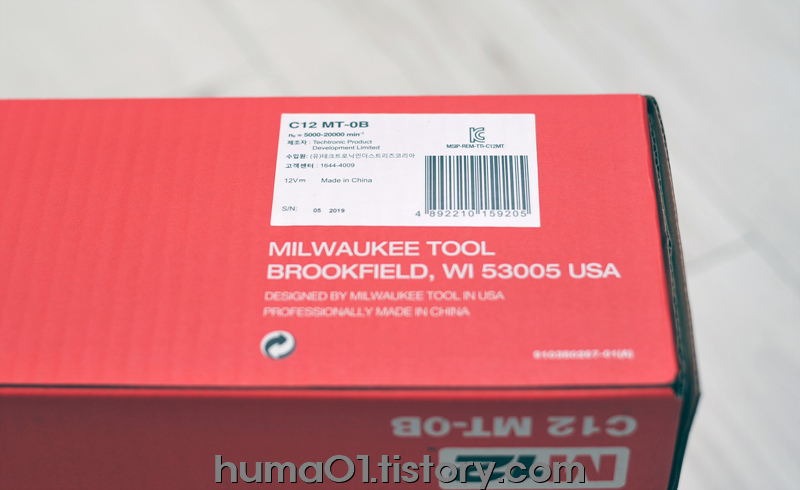 C12 MT-0B
n₀ = 5000-20000 min⁻¹
제조자 : Techtronic Product
Development Limited
수입원: (유)테크트로닉인더스트리즈코리아
고객센터 : 1644-4009
12V⎓ Made in China
S/N: 05 2019
MSIP-REM-TTI-C12MT
4 892210 159205
MILWAUKEE TOOL
BROOKFIELD, WI 53005 USA
DESIGNED BY MILWAUKEE TOOL IN USA
PROFESSIONALLY MADE IN CHINA
C12 MT-0B
M12
huma01.tistory.com